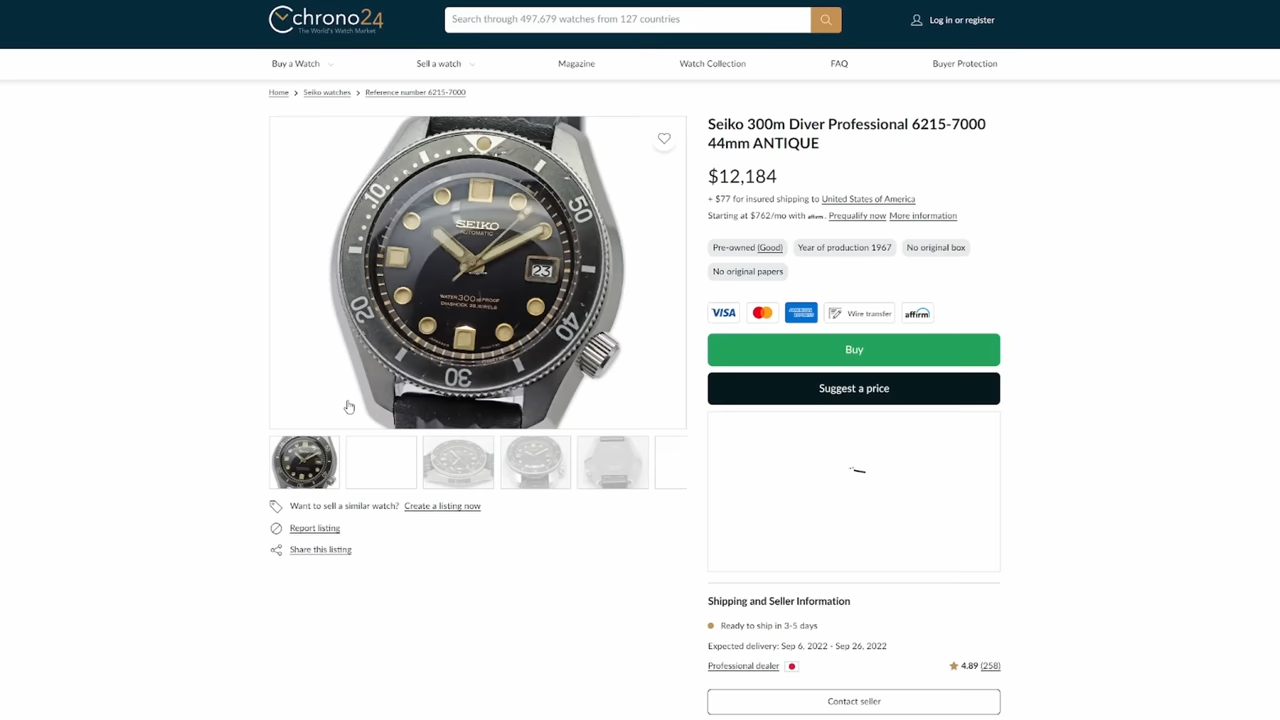 chrono24
The World's Watch Market
Search through 497,679 watches from 127 countries
Log in or register
Buy a Watch
Sell a watch
Magazine
Watch Collection
FAQ
Buyer Protection
Home > Seiko watches > Reference number 6215-7000
10
50
SEIKO
AUTOMATIC
23
WATER 300m PROOF
DIASHOCK 35 JEWELS
20
40
30
Seiko 300m Diver Professional 6215-7000
44mm ANTIQUE
$12,184
+ $77 for insured shipping to United States of America
Starting at $762/mo with affirm. Prequalify now More information
Pre-owned (Good)
Year of production 1967
No original box
No original papers
VISA
Wire transfer
affirm
Buy
Suggest a price
Want to sell a similar watch? Create a listing now
Report listing
Share this listing
Shipping and Seller Information
Ready to ship in 3-5 days
Expected delivery: Sep 6, 2022 - Sep 26, 2022
Professional dealer
4.89 (258)
Contact seller